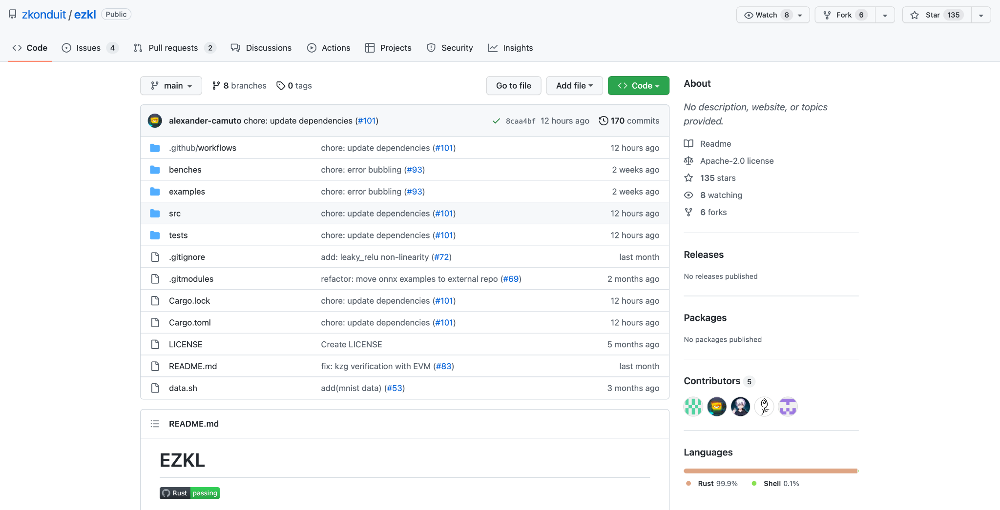 zkonduit / ezkl Public
Watch 8 Fork 6 Star 135
Code Issues 4 Pull requests 2 Discussions Actions Projects Security Insights
main 8 branches 0 tags Go to file Add file Code
alexander-camuto chore: update dependencies (#101) 8caa4bf 12 hours ago 170 commits
.github/workflows chore: update dependencies (#101) 12 hours ago
benches chore: error bubbling (#93) 2 weeks ago
examples chore: error bubbling (#93) 2 weeks ago
src chore: update dependencies (#101) 12 hours ago
tests chore: update dependencies (#101) 12 hours ago
.gitignore add: leaky_relu non-linearity (#72) last month
.gitmodules refactor: move onnx examples to external repo (#69) 2 months ago
Cargo.lock chore: update dependencies (#101) 12 hours ago
Cargo.toml chore: update dependencies (#101) 12 hours ago
LICENSE Create LICENSE 5 months ago
README.md fix: kzg verification with EVM (#83) last month
data.sh add(mnist data) (#53) 3 months ago
README.md
EZKL
Rust passing
About
No description, website, or topics
provided.
Readme
Apache-2.0 license
135 stars
8 watching
6 forks
Releases
No releases published
Packages
No packages published
Contributors 5
Languages
Rust 99.9% Shell 0.1%